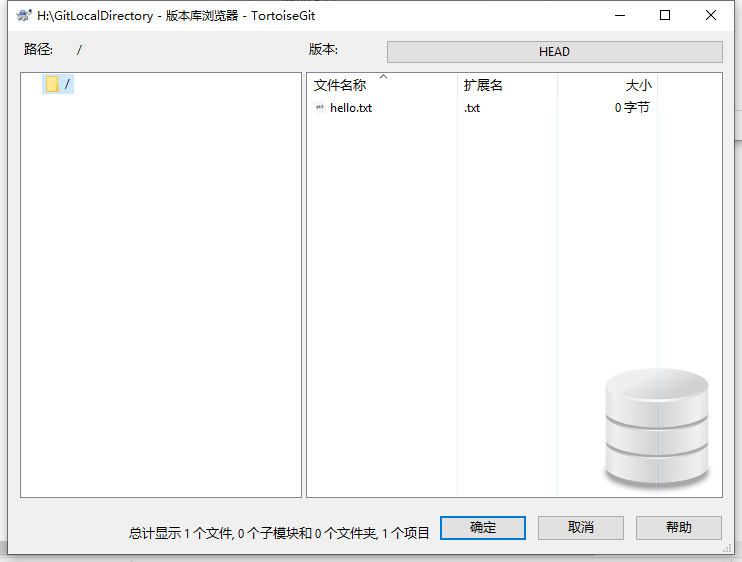 H:\GitLocalDirectory - 版本库浏览器 - TortoiseGit
路径: /
版本: HEAD
/
文件名称 扩展名 大小
hello.txt .txt 0 字节
总计显示 1 个文件, 0 个子模块和 0 个文件夹, 1 个项目
确定 取消 帮助